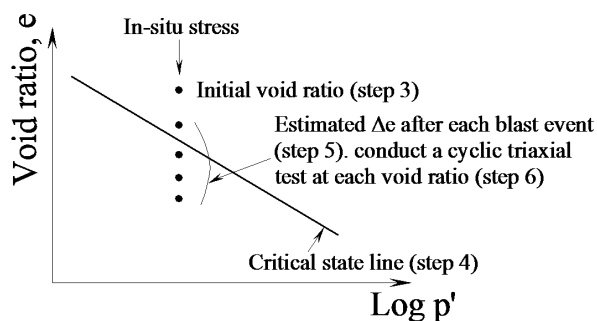 In-situ stress
Initial void ratio (step 3)
Estimated Δe after each blast event
(step 5). conduct a cyclic triaxial
test at each void ratio (step 6)
Critical state line (step 4)
Void ratio, e
Log p'